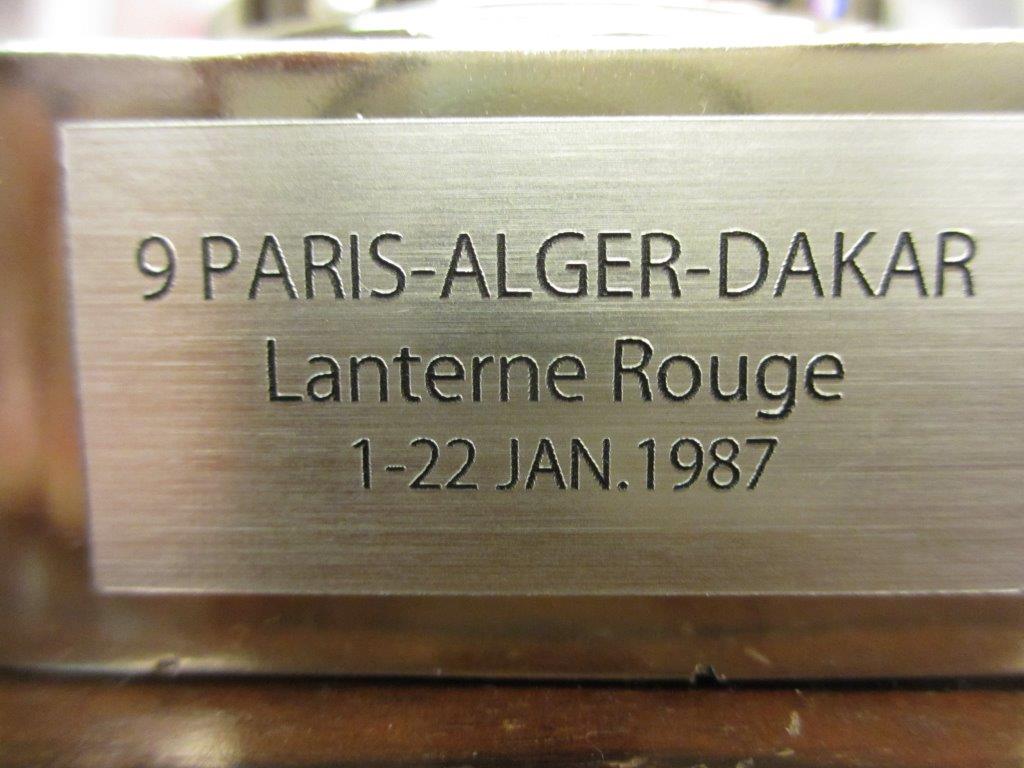 9 PARIS-ALGER-DAKAR
Lanterne Rouge
1-22 JAN.1987